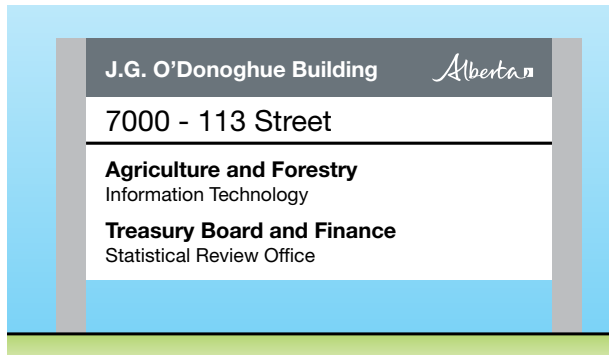 J.G. O’Donoghue Building Alberta
7000 - 113 Street
Agriculture and Forestry
Information Technology
Treasury Board and Finance
Statistical Review Office